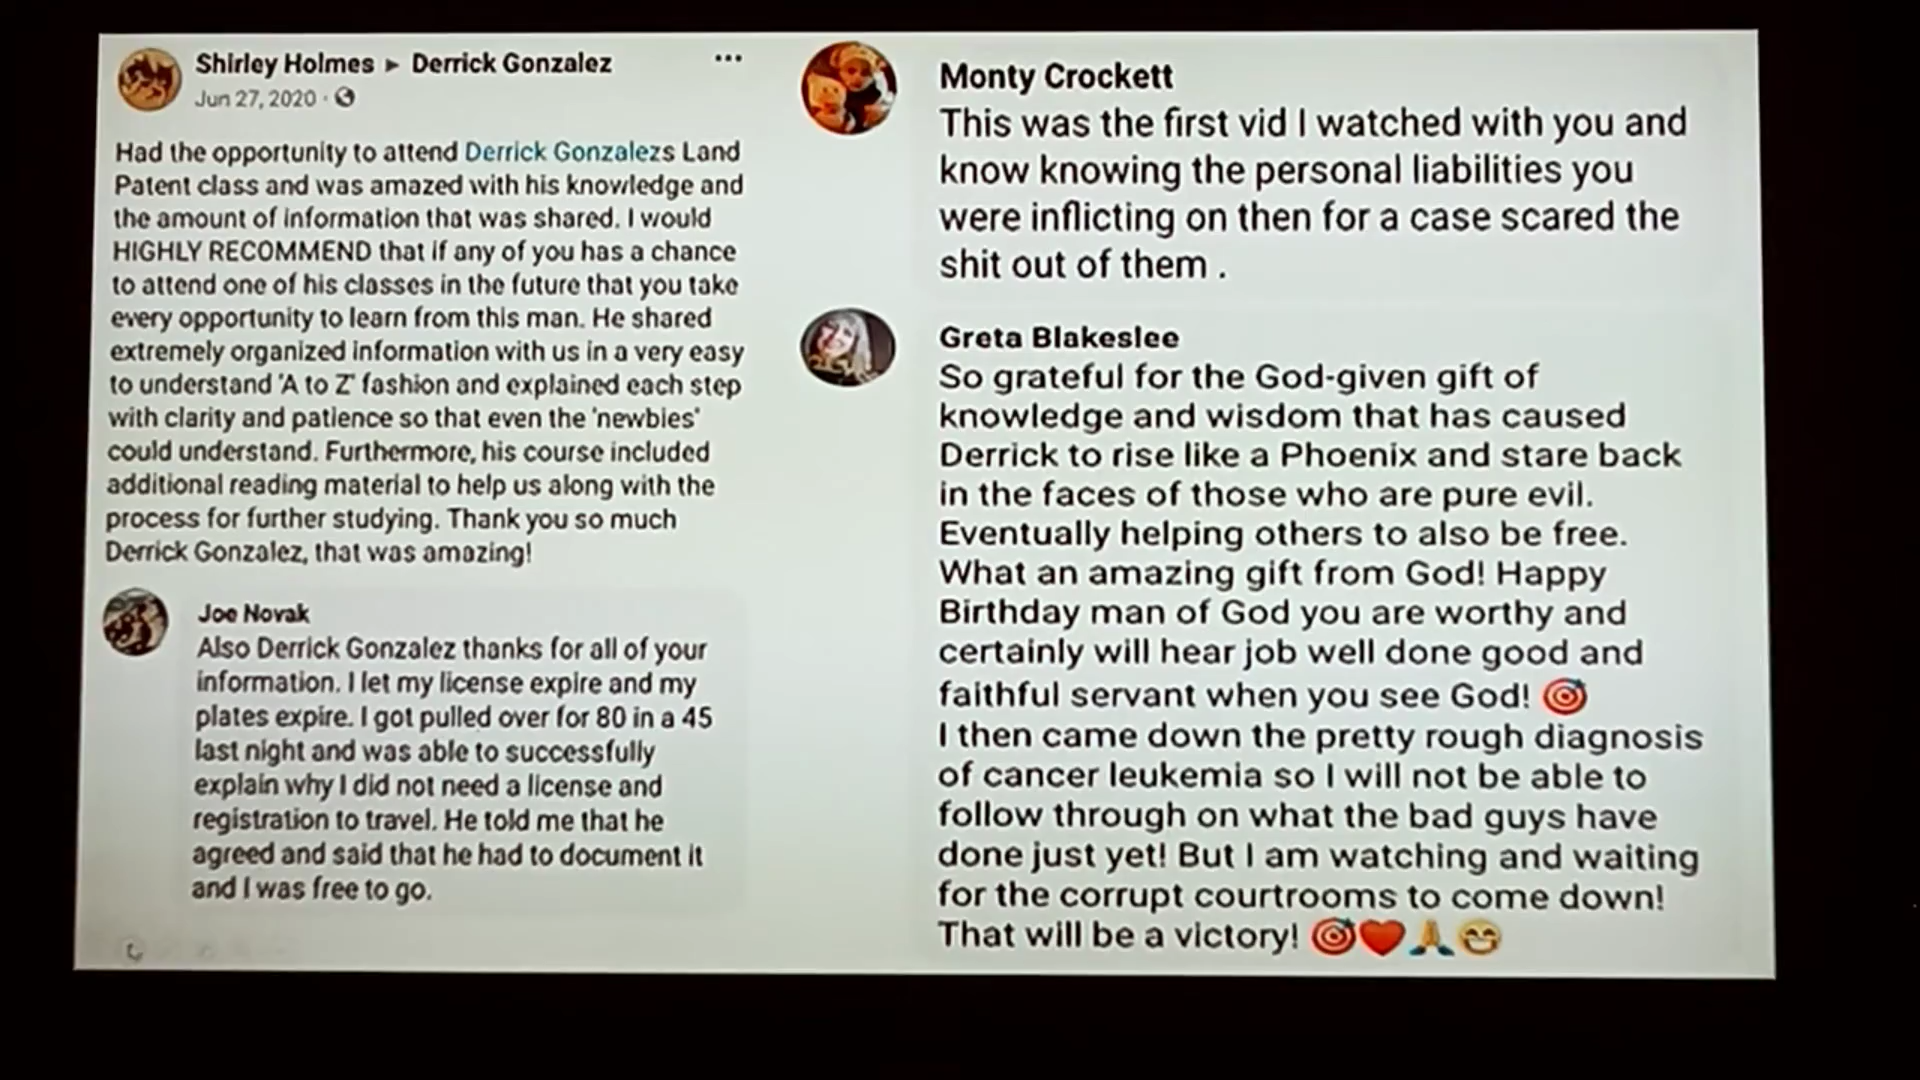 Shirley Holmes ▸ Derrick Gonzalez
Jun 27, 2020 ·
Had the opportunity to attend Derrick Gonzalezs Land
Patent class and was amazed with his knowledge and
the amount of information that was shared. I would
HIGHLY RECOMMEND that if any of you has a chance
to attend one of his classes in the future that you take
every opportunity to learn from this man. He shared
extremely organized information with us in a very easy
to understand 'A to Z' fashion and explained each step
with clarity and patience so that even the 'newbies'
could understand. Furthermore, his course included
additional reading material to help us along with the
process for further studying. Thank you so much
Derrick Gonzalez, that was amazing!
Joe Novak
Also Derrick Gonzalez thanks for all of your
information. I let my license expire and my
plates expire. I got pulled over for 80 in a 45
last night and was able to successfully
explain why I did not need a license and
registration to travel. He told me that he
agreed and said that he had to document it
and I was free to go.
Monty Crockett
This was the first vid I watched with you and
know knowing the personal liabilities you
were inflicting on then for a case scared the
shit out of them .
Greta Blakeslee
So grateful for the God-given gift of
knowledge and wisdom that has caused
Derrick to rise like a Phoenix and stare back
in the faces of those who are pure evil.
Eventually helping others to also be free.
What an amazing gift from God! Happy
Birthday man of God you are worthy and
certainly will hear job well done good and
faithful servant when you see God! 🎯
I then came down the pretty rough diagnosis
of cancer leukemia so I will not be able to
follow through on what the bad guys have
done just yet! But I am watching and waiting
for the corrupt courtrooms to come down!
That will be a victory! 🎯❤️🙏😁